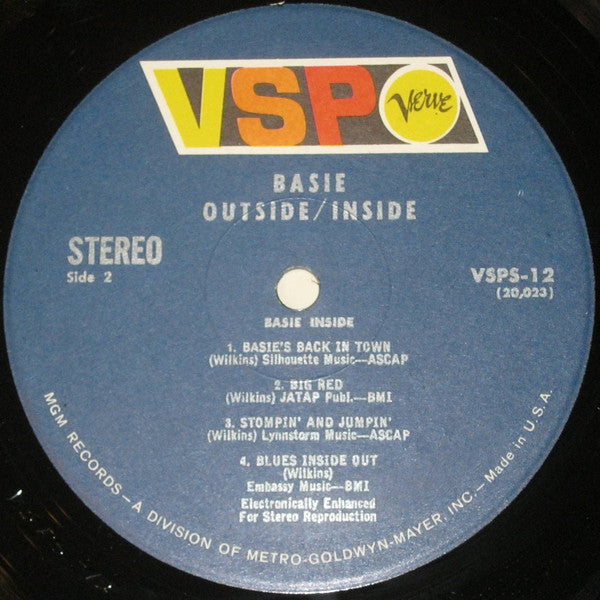 VSP Verve
BASIE
OUTSIDE/INSIDE
STEREO
Side 2
VSPS-12
(20,023)
BASIE INSIDE
1. BASIE'S BACK IN TOWN
(Wilkins) Silhouette Music—ASCAP
2. BIG RED
(Wilkins) JATAP Publ.—BMI
3. STOMPIN' AND JUMPIN'
(Wilkins) Lynnstorm Music—ASCAP
4. BLUES INSIDE OUT
(Wilkins)
Embassy Music—BMI
Electronically Enhanced
For Stereo Reproduction
MGM RECORDS—A DIVISION OF METRO-GOLDWYN-MAYER, INC.—Made in U.S.A.